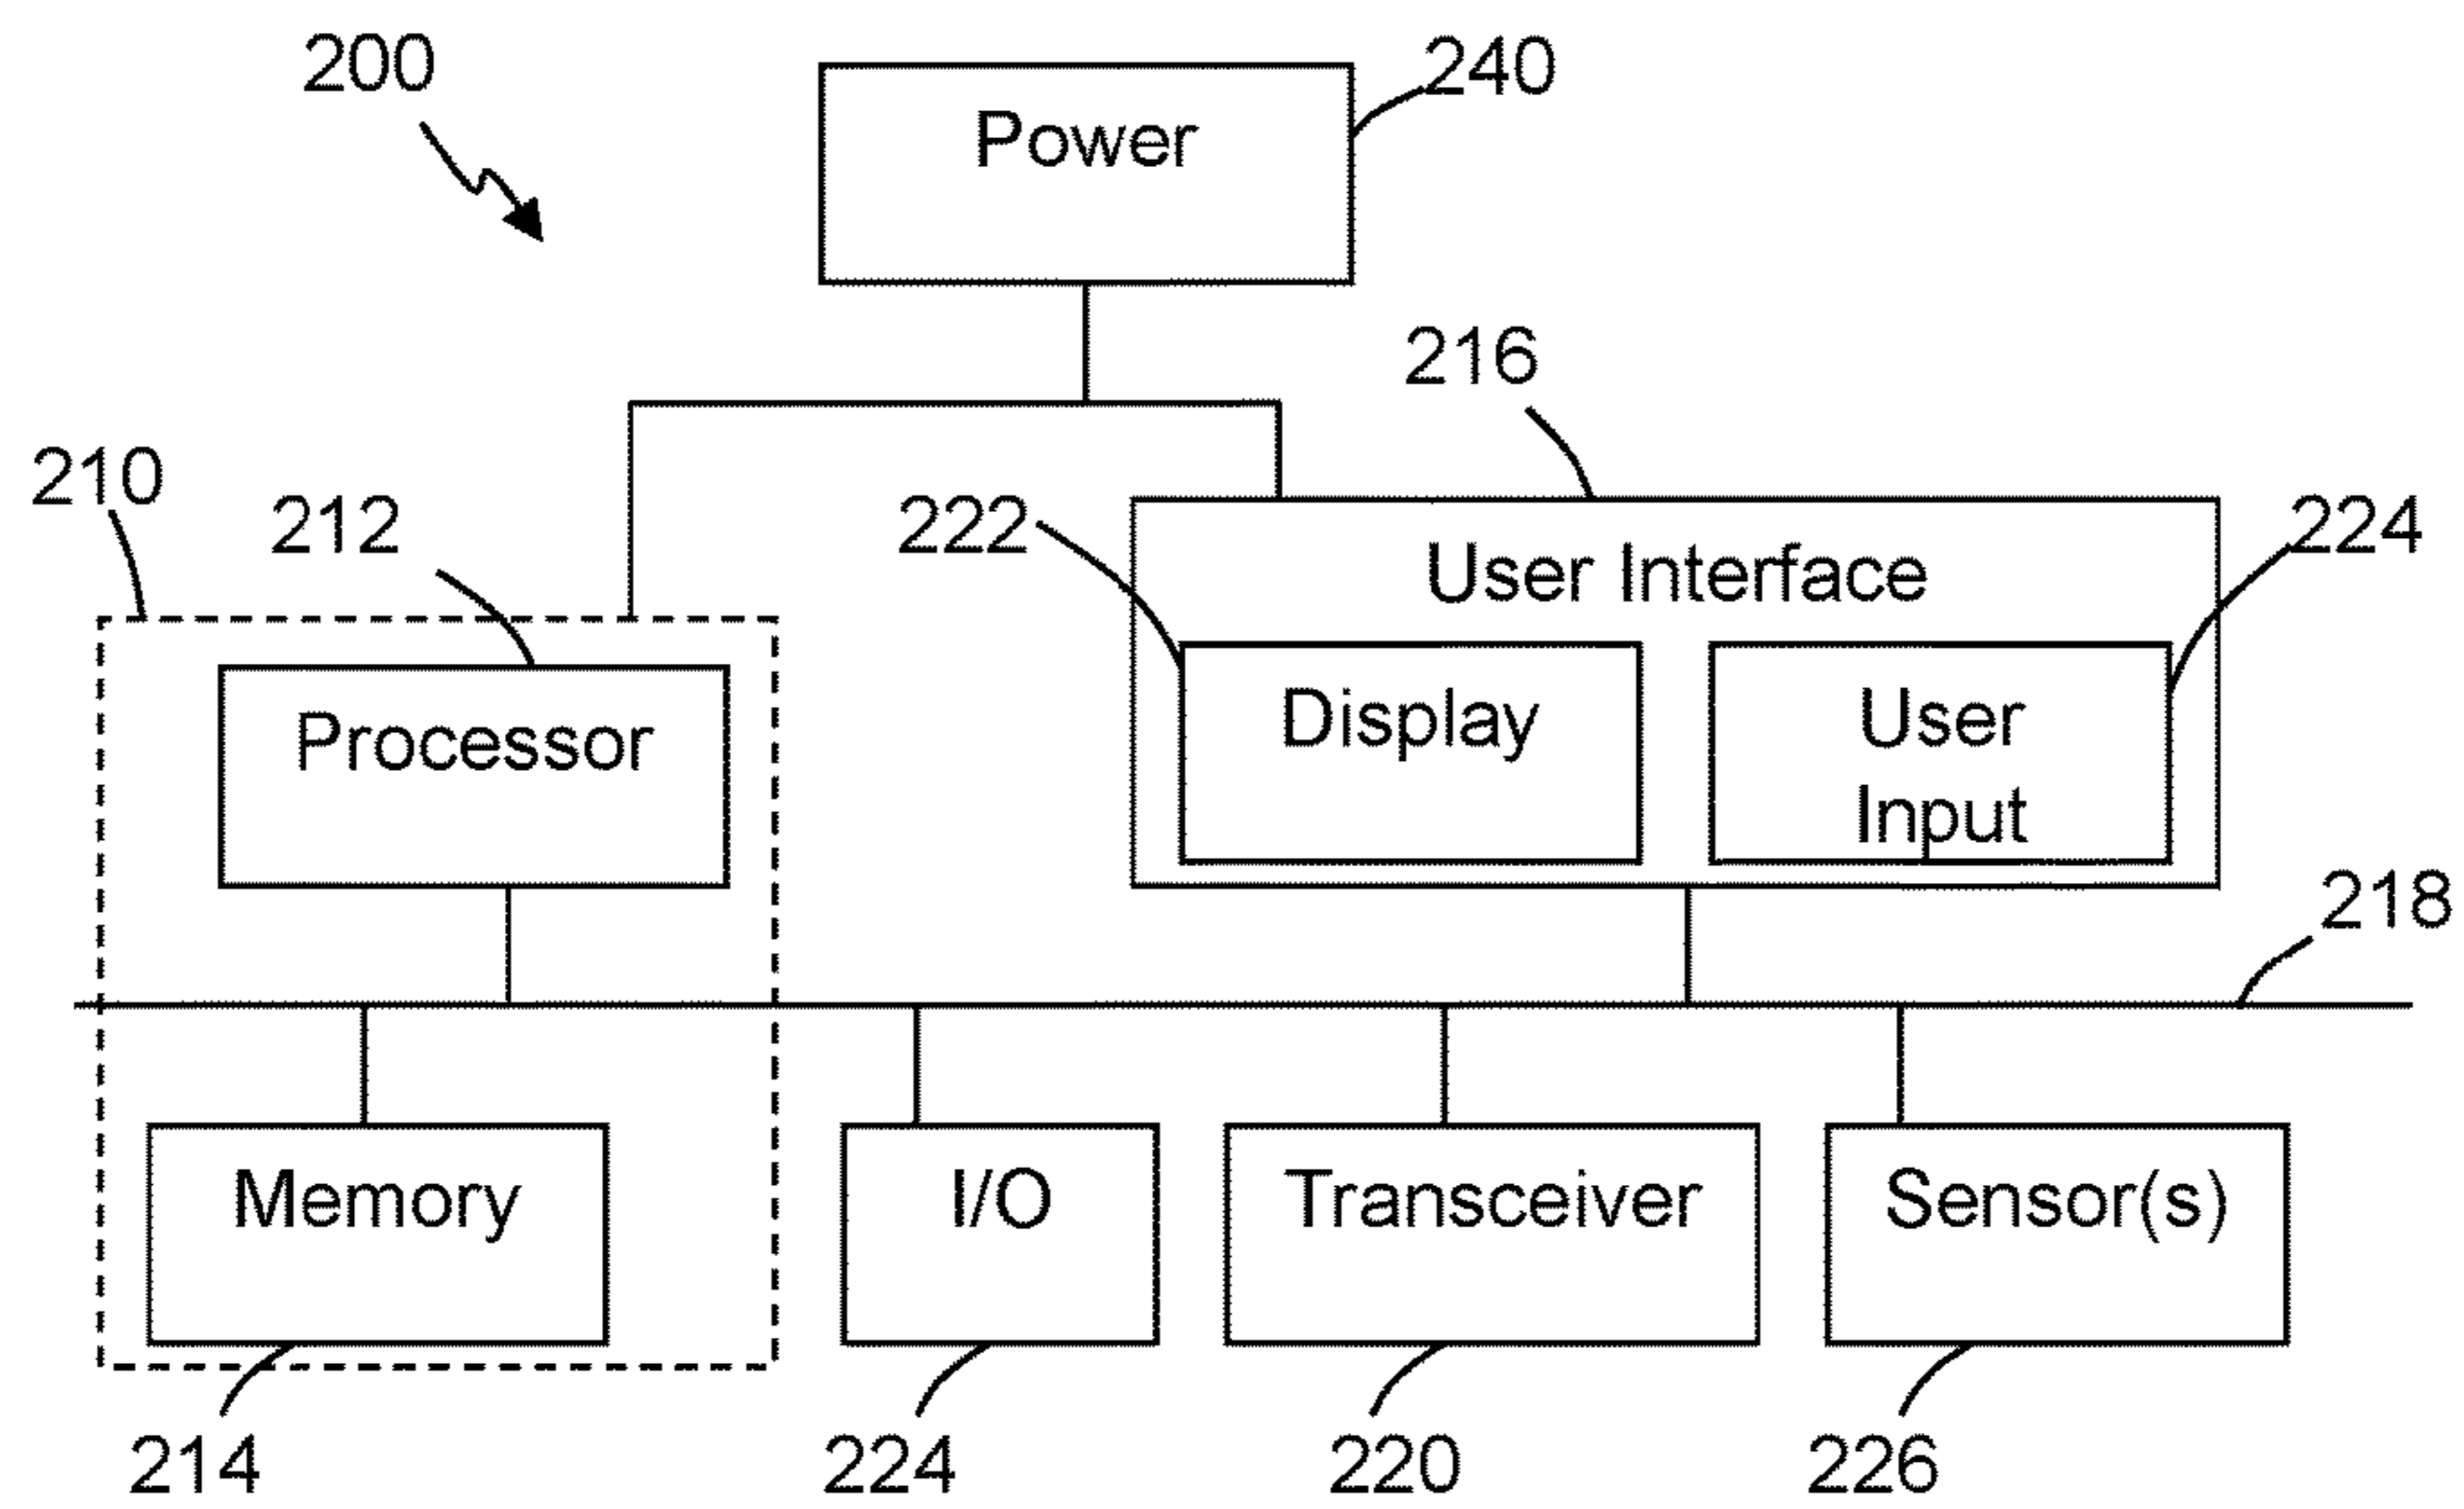 200
Power
240
216
210
212
222
User Interface
224
Processor
Display
User
Input
218
Memory
I/O
Transceiver
Sensor(s)
214
224
220
226